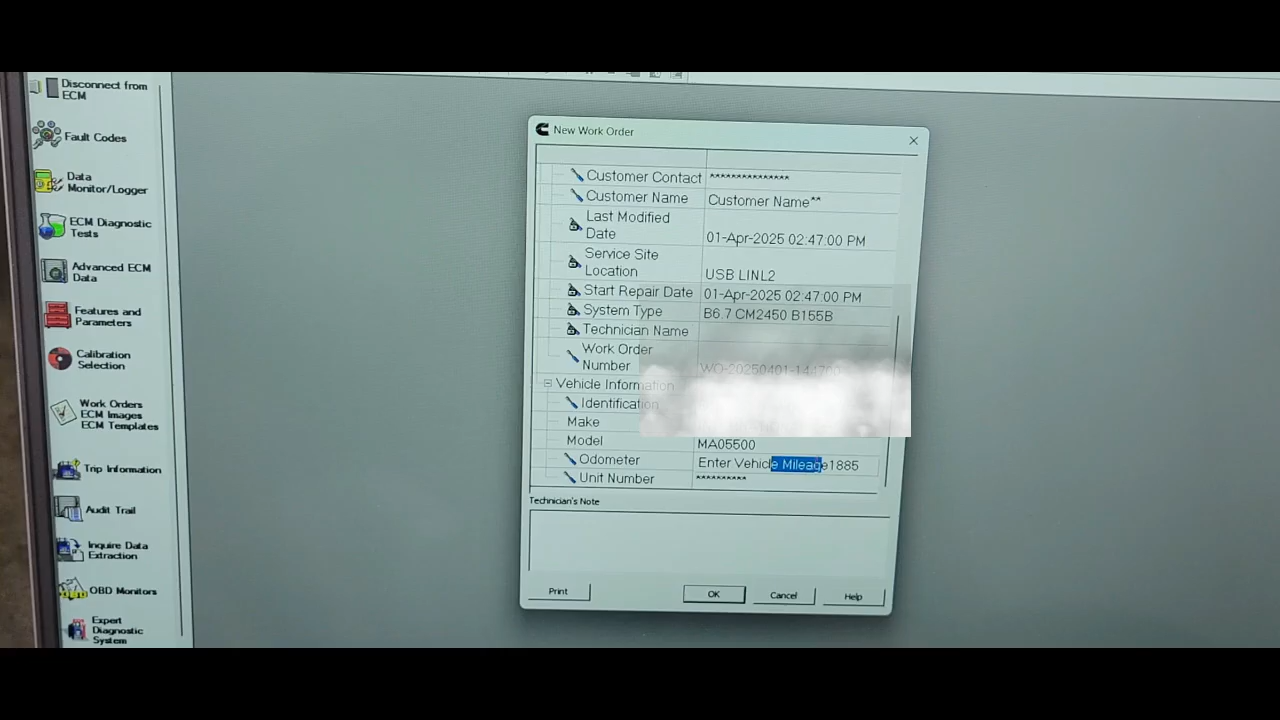 Disconnect from
ECM
Fault Codes
Data
Monitor/Logger
ECM Diagnostic
Tests
Advanced ECM
Data
Features and
Parameters
Calibration
Selection
Work Orders
ECM Images
ECM Templates
Trip Information
Audit Trail
Inquire Data
Extraction
OBD Monitors
Expert
Diagnostic
System
New Work Order
Customer Contact ***************
Customer Name Customer Name**
Last Modified
Date 01-Apr-2025 02:47:00 PM
Service Site
Location USB LINL2
Start Repair Date 01-Apr-2025 02:47:00 PM
System Type B6.7 CM2450 B155B
Technician Name
Work Order
Number WO-20250401-144700
Vehicle Information
Identification
Make
Model MA05500
Odometer Enter Vehicle Mileage1885
Unit Number **********
Technician's Note
Print OK Cancel Help